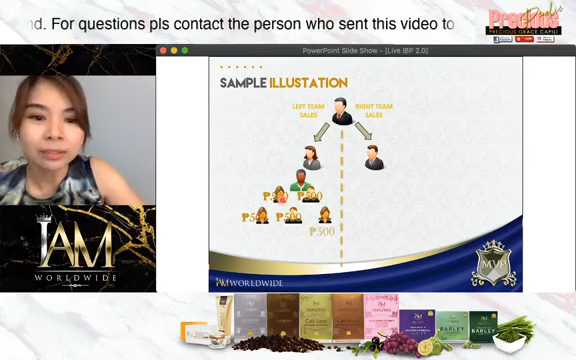 nd. For questions pls contact the person who sent this video to
Precious
PRECIOUS GRACE CAPILI
PowerPoint Slide Show - [Live IBP 2.0]
SAMPLE ILLUSTATION
LEFT TEAM SALES
RIGHT TEAM SALES
₱500
₱500
₱500
₱500
₱500
IAM WORLDWIDE
MVP
IAM
WORLDWIDE
AMAZING
BARLEY
BARLEY